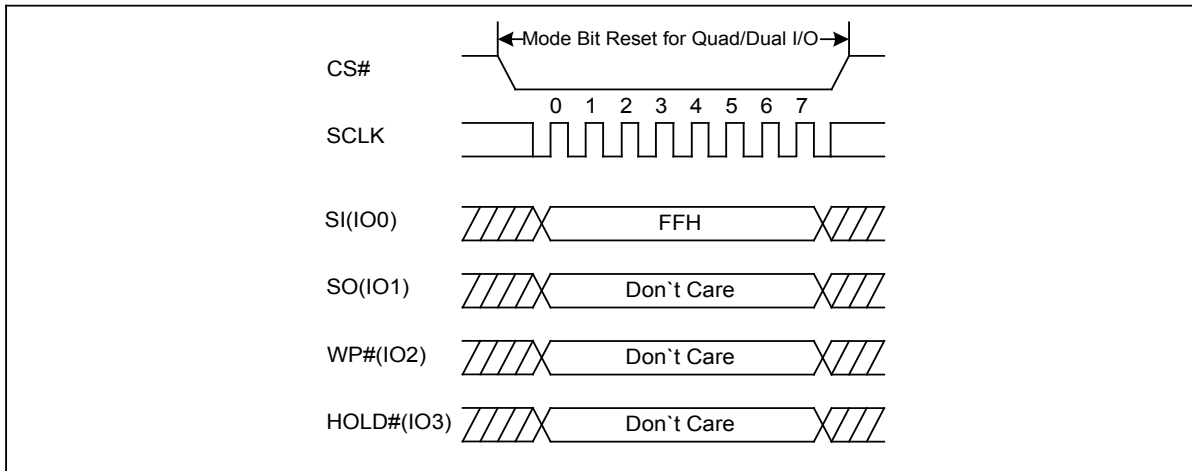 Mode Bit Reset for Quad/Dual I/O
CS#
0 1 2 3 4 5 6 7
SCLK
SI(IO0) FFH
SO(IO1) Don`t Care
WP#(IO2) Don`t Care
HOLD#(IO3) Don`t Care